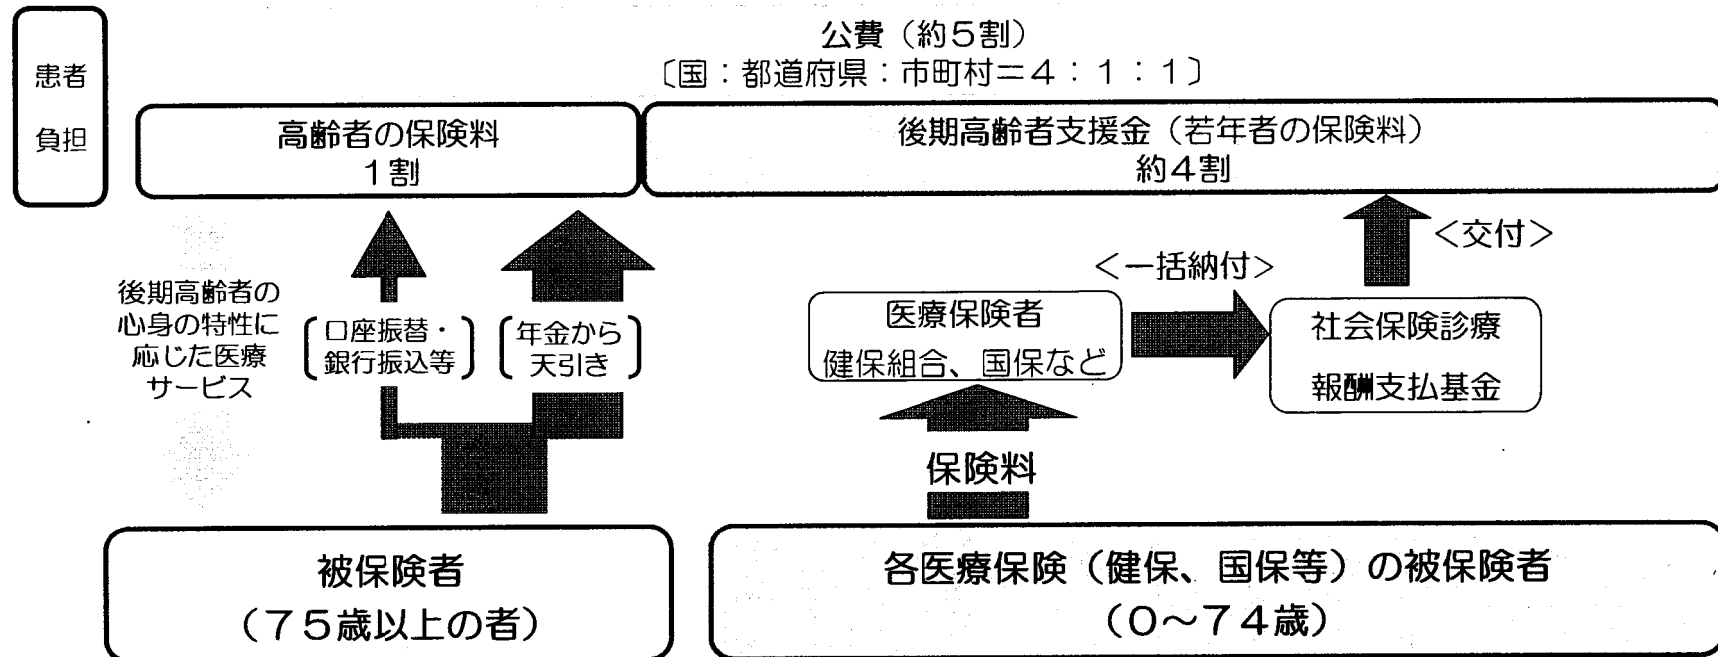 患者
負担
公費（約５割）
〔国：都道府県：市町村＝４：１：１〕
高齢者の保険料
１割
後期高齢者支援金（若年者の保険料）
約４割
＜交付＞
＜一括納付＞
後期高齢者の
心身の特性に
応じた医療
サービス
口座振替・
銀行振込等
年金から
天引き
医療保険者
健保組合、国保など
社会保険診療
報酬支払基金
保険料
被保険者
（７５歳以上の者）
各医療保険（健保、国保等）の被保険者
（０～７４歳）